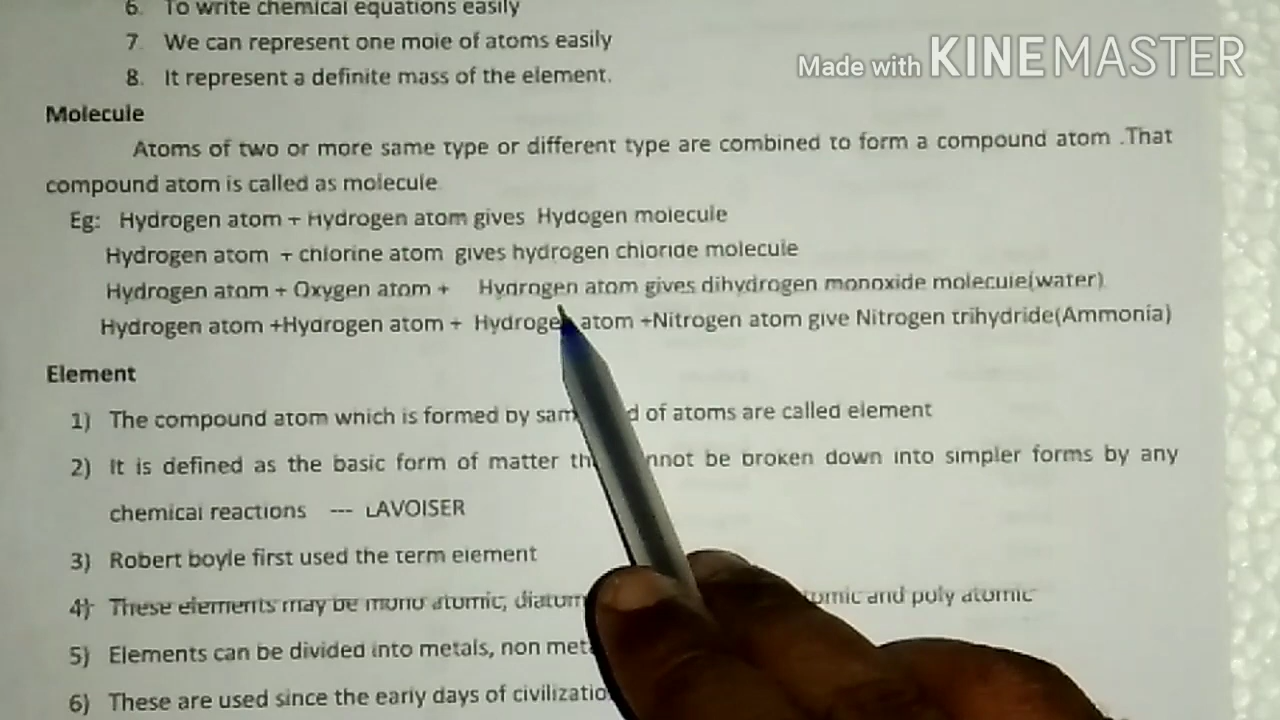 6. To write chemical equations easily
Made with KINEMASTER
7. We can represent one mole of atoms easily
8. It represent a definite mass of the element.
Molecule
Atoms of two or more same type or different type are combined to form a compound atom .That
compound atom is called as molecule
Eg: Hydrogen atom + Hydrogen atom gives Hydogen molecule
Hydrogen atom + chlorine atom gives hydrogen chloride molecule
Hydrogen atom + Oxygen atom + Hydrogen atom gives dihydrogen monoxide molecule(water)
Hydrogen atom +Hydrogen atom + Hydrogen atom +Nitrogen atom give Nitrogen trihydride(Ammonia)
Element
1) The compound atom which is formed by of atoms are called element
2) It is defined as the basic form of matter be broken down into simpler forms by any
chemical reactions --- LAVOISER
3) Robert boyle first used the term element
4) These elements may be mono atomic, and poly atomic
5) Elements can be divided into metals, non
6) These are used since the early days of